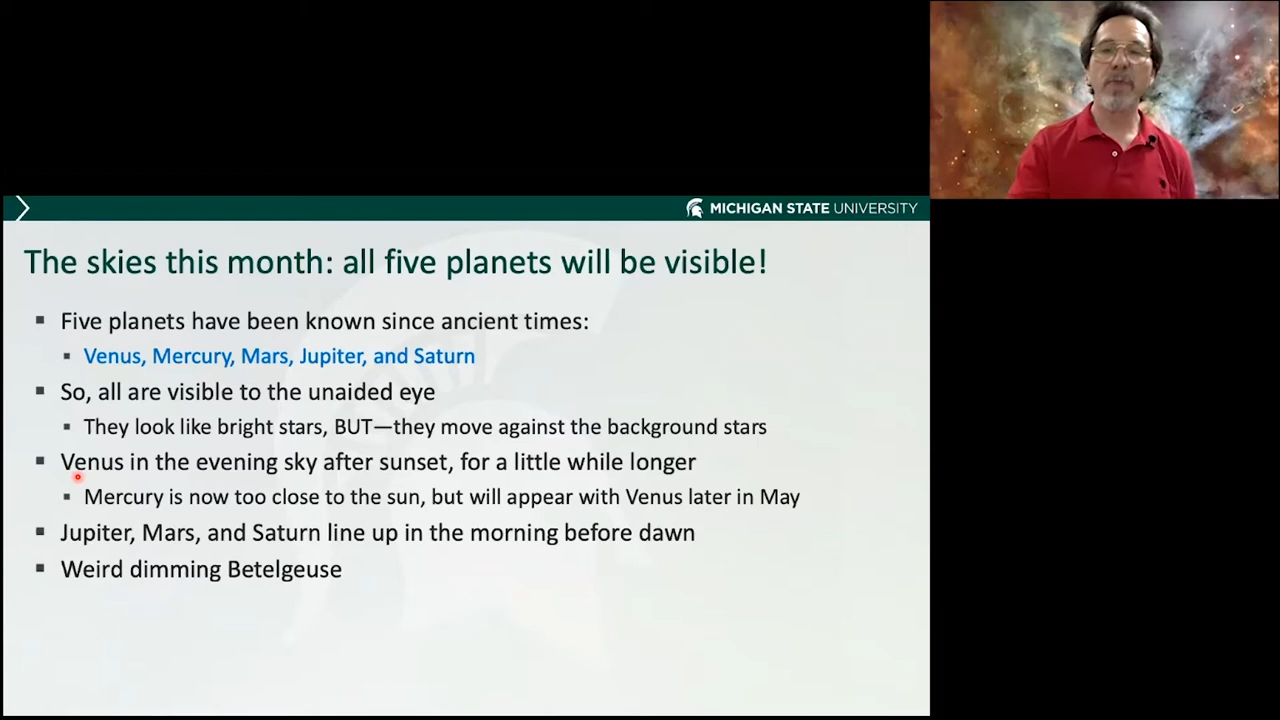 MICHIGAN STATE UNIVERSITY
The skies this month: all five planets will be visible!
Five planets have been known since ancient times:
Venus, Mercury, Mars, Jupiter, and Saturn
So, all are visible to the unaided eye
They look like bright stars, BUT—they move against the background stars
Venus in the evening sky after sunset, for a little while longer
Mercury is now too close to the sun, but will appear with Venus later in May
Jupiter, Mars, and Saturn line up in the morning before dawn
Weird dimming Betelgeuse